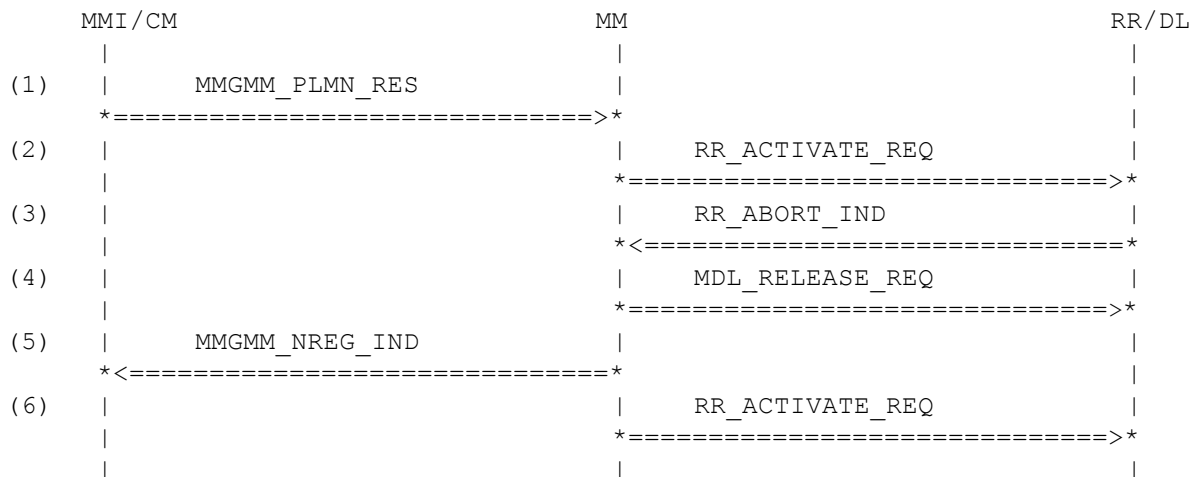 MMI/CM MM RR/DL
(1) MMGMM_PLMN_RES
(2) RR_ACTIVATE_REQ
(3) RR_ABORT_IND
(4) MDL_RELEASE_REQ
(5) MMGMM_NREG_IND
(6) RR_ACTIVATE_REQ